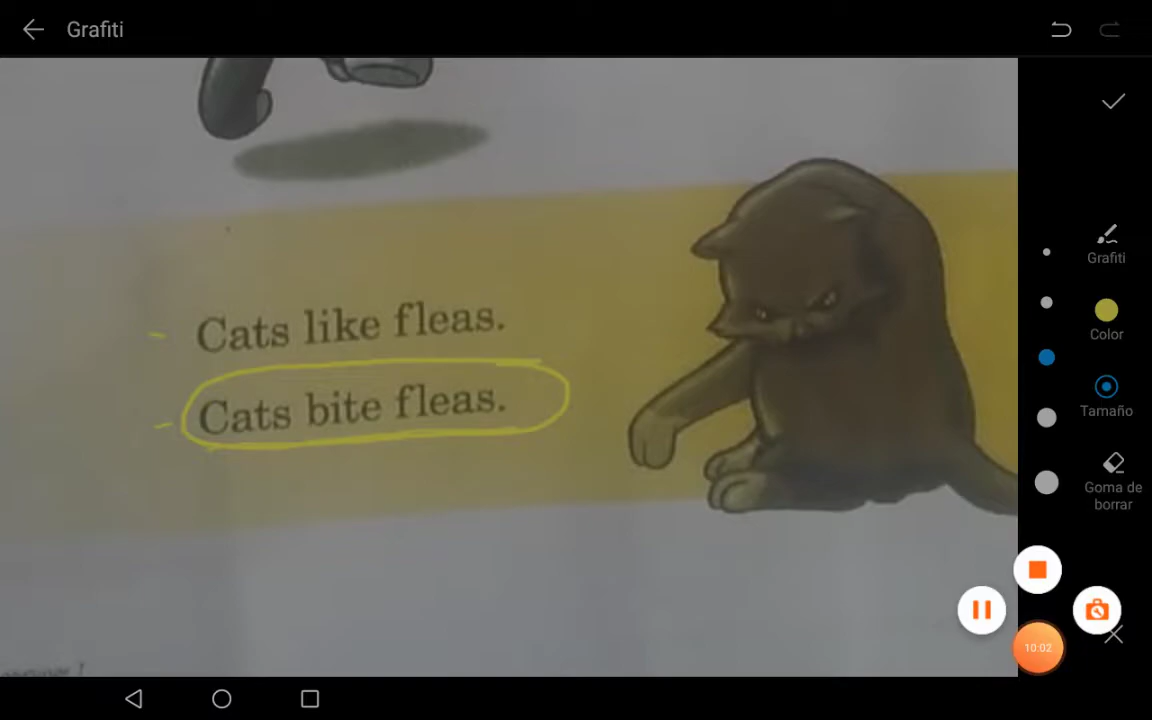 Grafiti
Cats like fleas.
Cats bite fleas.
Grafiti
Color
Tamaño
Goma de
borrar
10:02